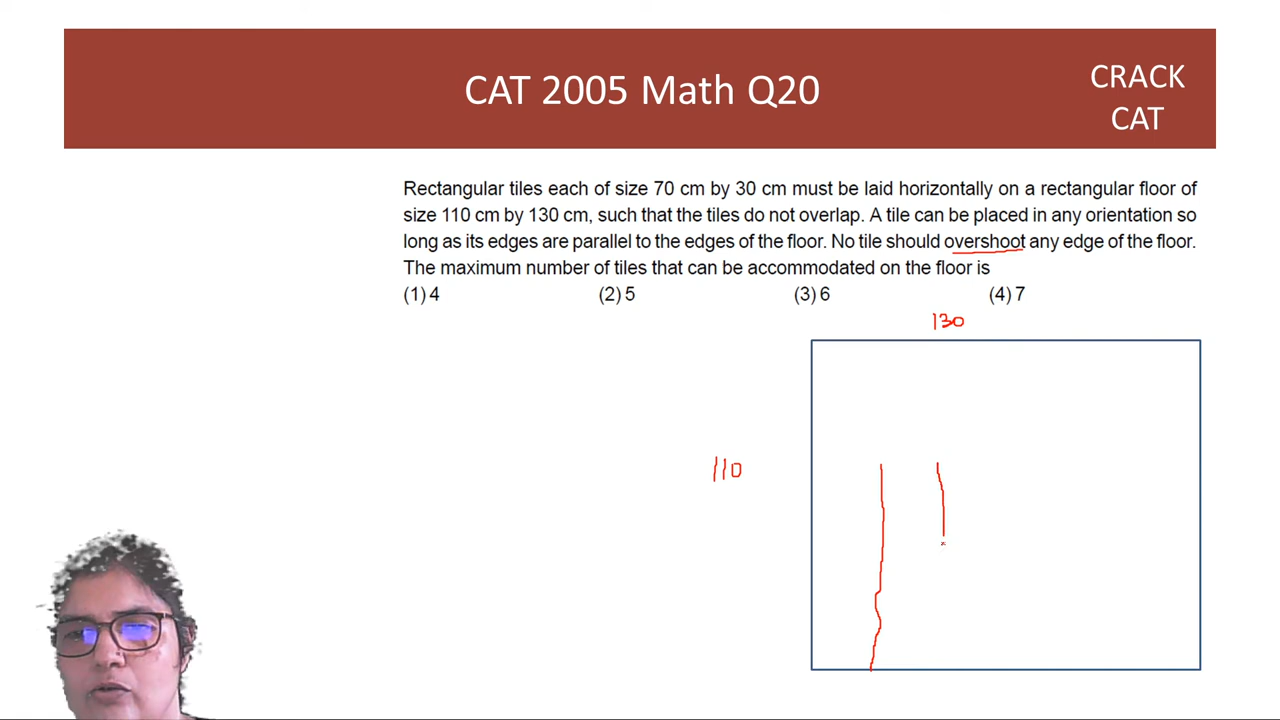 CAT 2005 Math Q20
CRACK
CAT
Rectangular tiles each of size 70 cm by 30 cm must be laid horizontally on a rectangular floor of
size 110 cm by 130 cm, such that the tiles do not overlap. A tile can be placed in any orientation so
long as its edges are parallel to the edges of the floor. No tile should overshoot any edge of the floor.
The maximum number of tiles that can be accommodated on the floor is
(1) 4 (2) 5 (3) 6 (4) 7
130
110